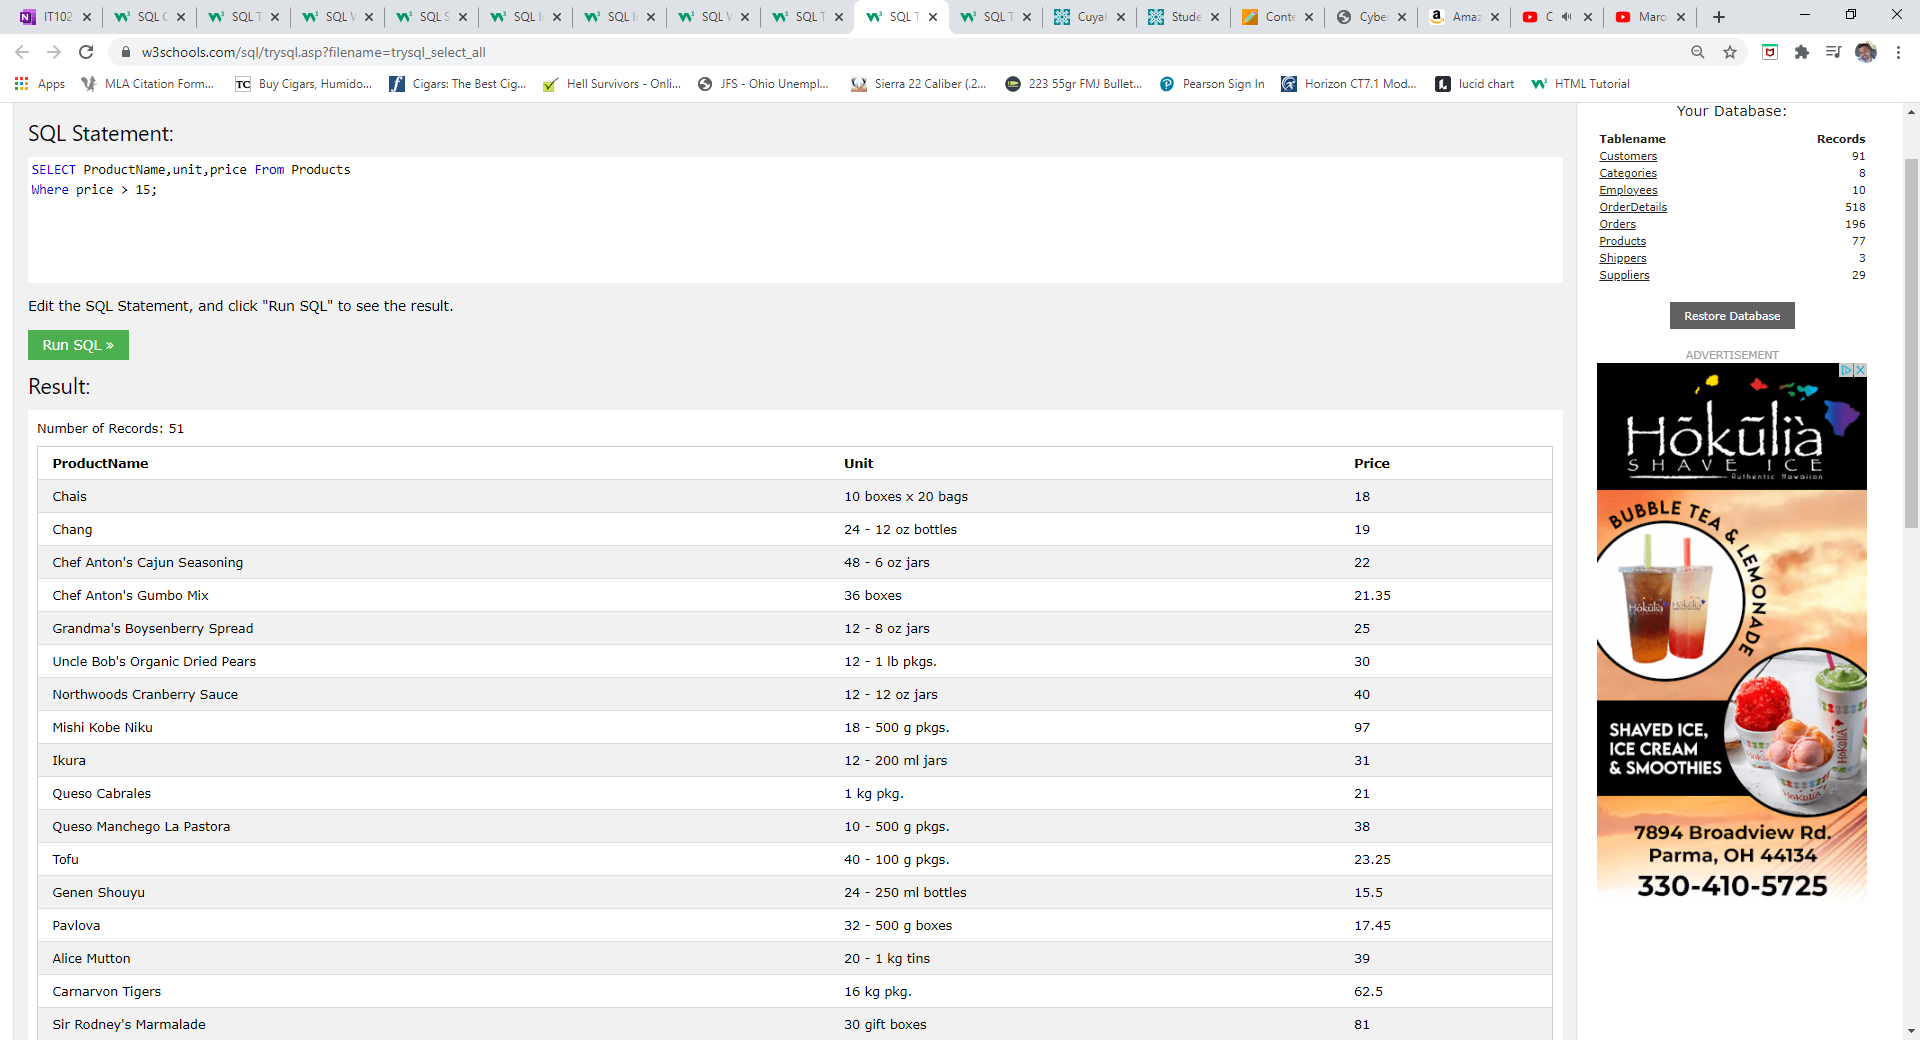 IT102
SQL C
SQL T
SQL V
SQL S
SQL I
SQL I
SQL V
SQL T
SQL T
SQL T
Cuya
Stude
Conte
Cybe
Amaz
C
Maro
w3schools.com/sql/trysql.asp?filename=trysql_select_all
Apps
MLA Citation Form...
TC Buy Cigars, Humido...
Cigars: The Best Cig...
Hell Survivors - Onli...
JFS - Ohio Unempl...
Sierra 22 Caliber (.2...
223 55gr FMJ Bullet...
Pearson Sign In
Horizon CT7.1 Mod...
lucid chart
HTML Tutorial
SQL Statement:
SELECT ProductName,unit,price From Products
Where price > 15;
Edit the SQL Statement, and click "Run SQL" to see the result.
Run SQL »
Result:
Number of Records: 51
ProductName Unit Price
Chais 10 boxes x 20 bags 18
Chang 24 - 12 oz bottles 19
Chef Anton's Cajun Seasoning 48 - 6 oz jars 22
Chef Anton's Gumbo Mix 36 boxes 21.35
Grandma's Boysenberry Spread 12 - 8 oz jars 25
Uncle Bob's Organic Dried Pears 12 - 1 lb pkgs. 30
Northwoods Cranberry Sauce 12 - 12 oz jars 40
Mishi Kobe Niku 18 - 500 g pkgs. 97
Ikura 12 - 200 ml jars 31
Queso Cabrales 1 kg pkg. 21
Queso Manchego La Pastora 10 - 500 g pkgs. 38
Tofu 40 - 100 g pkgs. 23.25
Genen Shouyu 24 - 250 ml bottles 15.5
Pavlova 32 - 500 g boxes 17.45
Alice Mutton 20 - 1 kg tins 39
Carnarvon Tigers 16 kg pkg. 62.5
Sir Rodney's Marmalade 30 gift boxes 81
Your Database:
Tablename Records
Customers 91
Categories 8
Employees 10
OrderDetails 518
Orders 196
Products 77
Shippers 3
Suppliers 29
Restore Database
ADVERTISEMENT
Hōkūlià
SHAVE ICE
Authentic Hawaiian
BUBBLE TEA & LEMONADE
SHAVED ICE,
ICE CREAM
& SMOOTHIES
7894 Broadview Rd.
Parma, OH 44134
330-410-5725